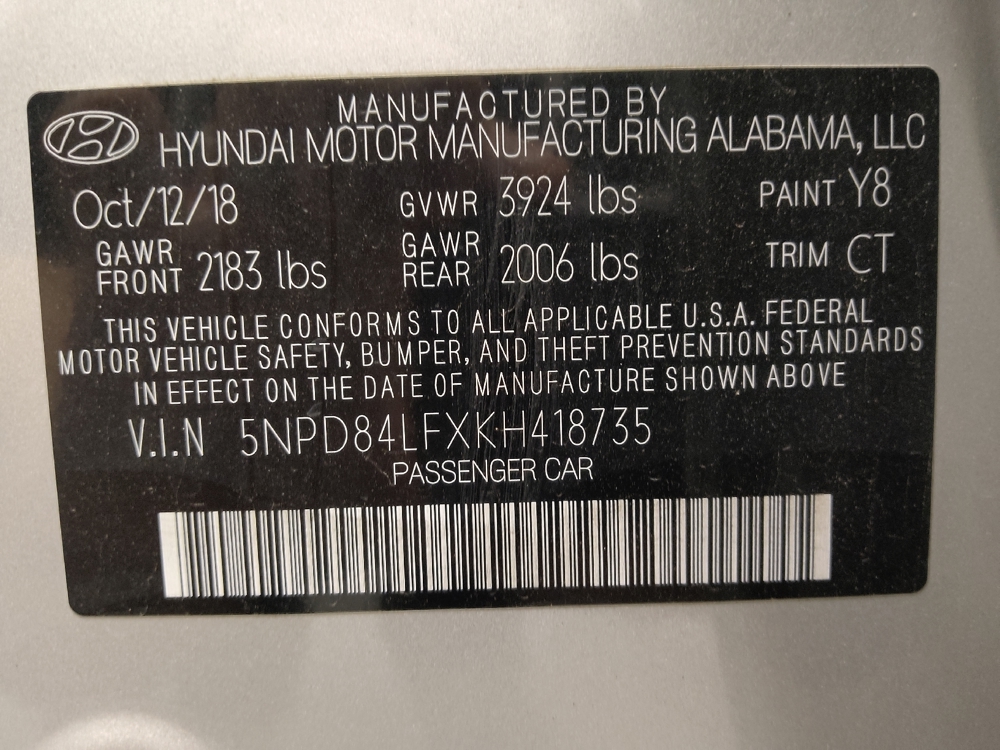 MANUFACTURED BY
HYUNDAI MOTOR MANUFACTURING ALABAMA, LLC
Oct/12/18 GVWR 3924 lbs PAINT Y8
GAWR FRONT 2183 lbs GAWR REAR 2006 lbs TRIM CT
THIS VEHICLE CONFORMS TO ALL APPLICABLE U.S.A. FEDERAL
MOTOR VEHICLE SAFETY, BUMPER, AND THEFT PREVENTION STANDARDS
IN EFFECT ON THE DATE OF MANUFACTURE SHOWN ABOVE
V.I.N 5NPD84LFXKH418735
PASSENGER CAR